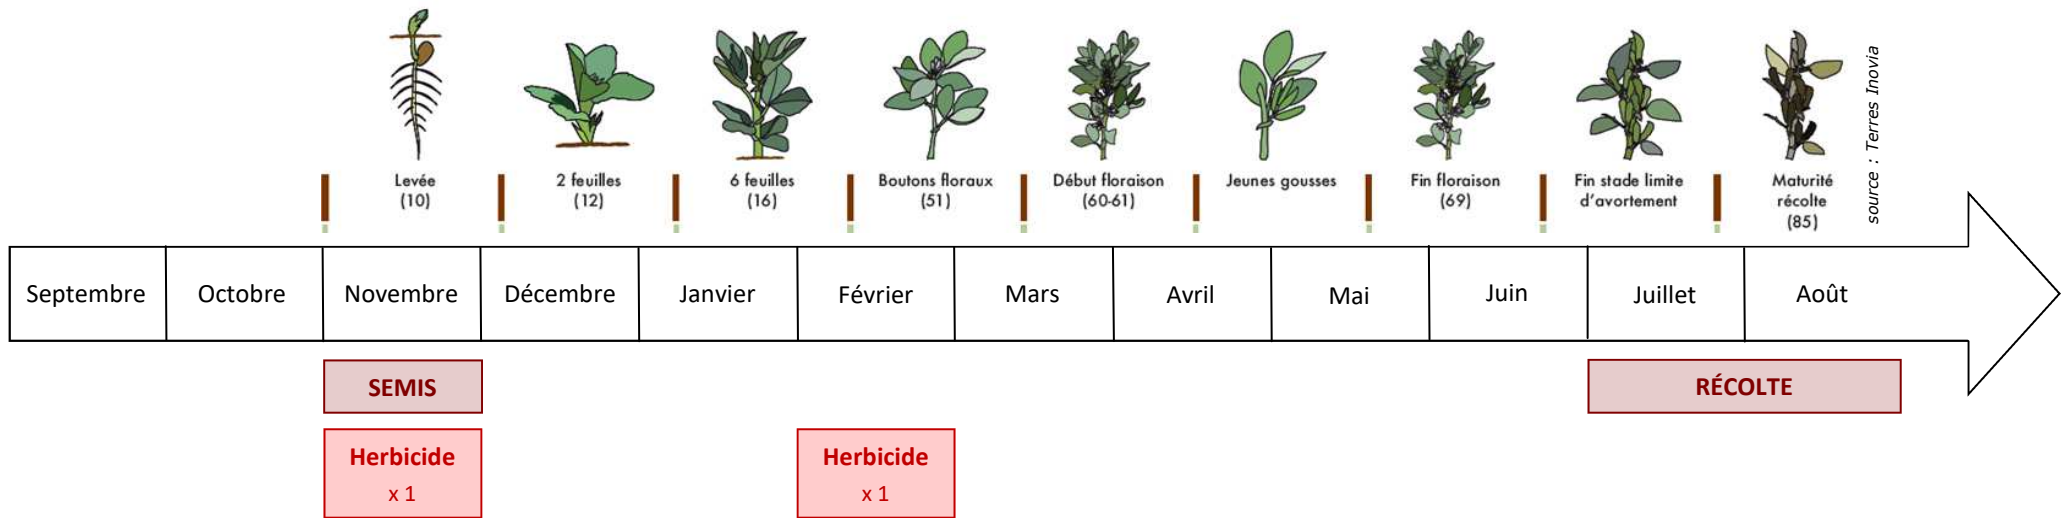 Levée
(10)
2 feuilles
(12)
6 feuilles
(16)
Boutons floraux
(51)
Début floraison
(60-61)
Jeunes gousses
Fin floraison
(69)
Fin stade limite
d'avortement
Maturité
récolte
(85)
source : Terres Inovia
Septembre
Octobre
Novembre
Décembre
Janvier
Février
Mars
Avril
Mai
Juin
Juillet
Août
SEMIS
RÉCOLTE
Herbicide
x 1
Herbicide
x 1